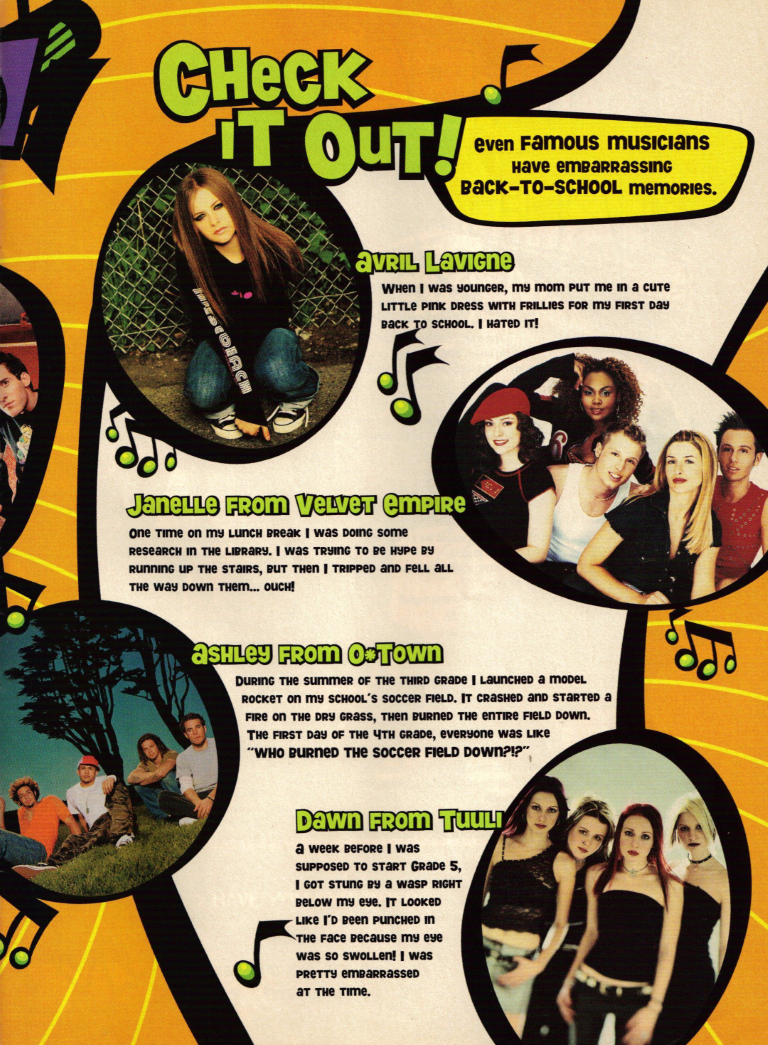 CHeCK
iT OuT!
even Famous musicians
Have embarrassing
Back-to-school memories.
avril Lavigne
When I was younger, my mom put me in a cute
little pink dress with frillies for my first day
back to school. I hated it!
Janelle from Velvet Empire
One time on my lunch break I was doing some
research in the library. I was trying to be hype by
running up the stairs, but then I tripped and fell all
the way down them... ouch!
ashley from O*Town
During the summer of the third grade I launched a model
rocket on my school's soccer field. It crashed and started a
fire on the dry grass, then burned the entire field down.
The first day of the 4th grade, everyone was like
"who burned the soccer field down?!?"
Dawn from Tuuli
a week before I was
supposed to start Grade 5,
I got stung by a wasp right
below my eye. It looked
like I'd been punched in
the face because my eye
was so swollen! I was
pretty embarrassed
at the time.